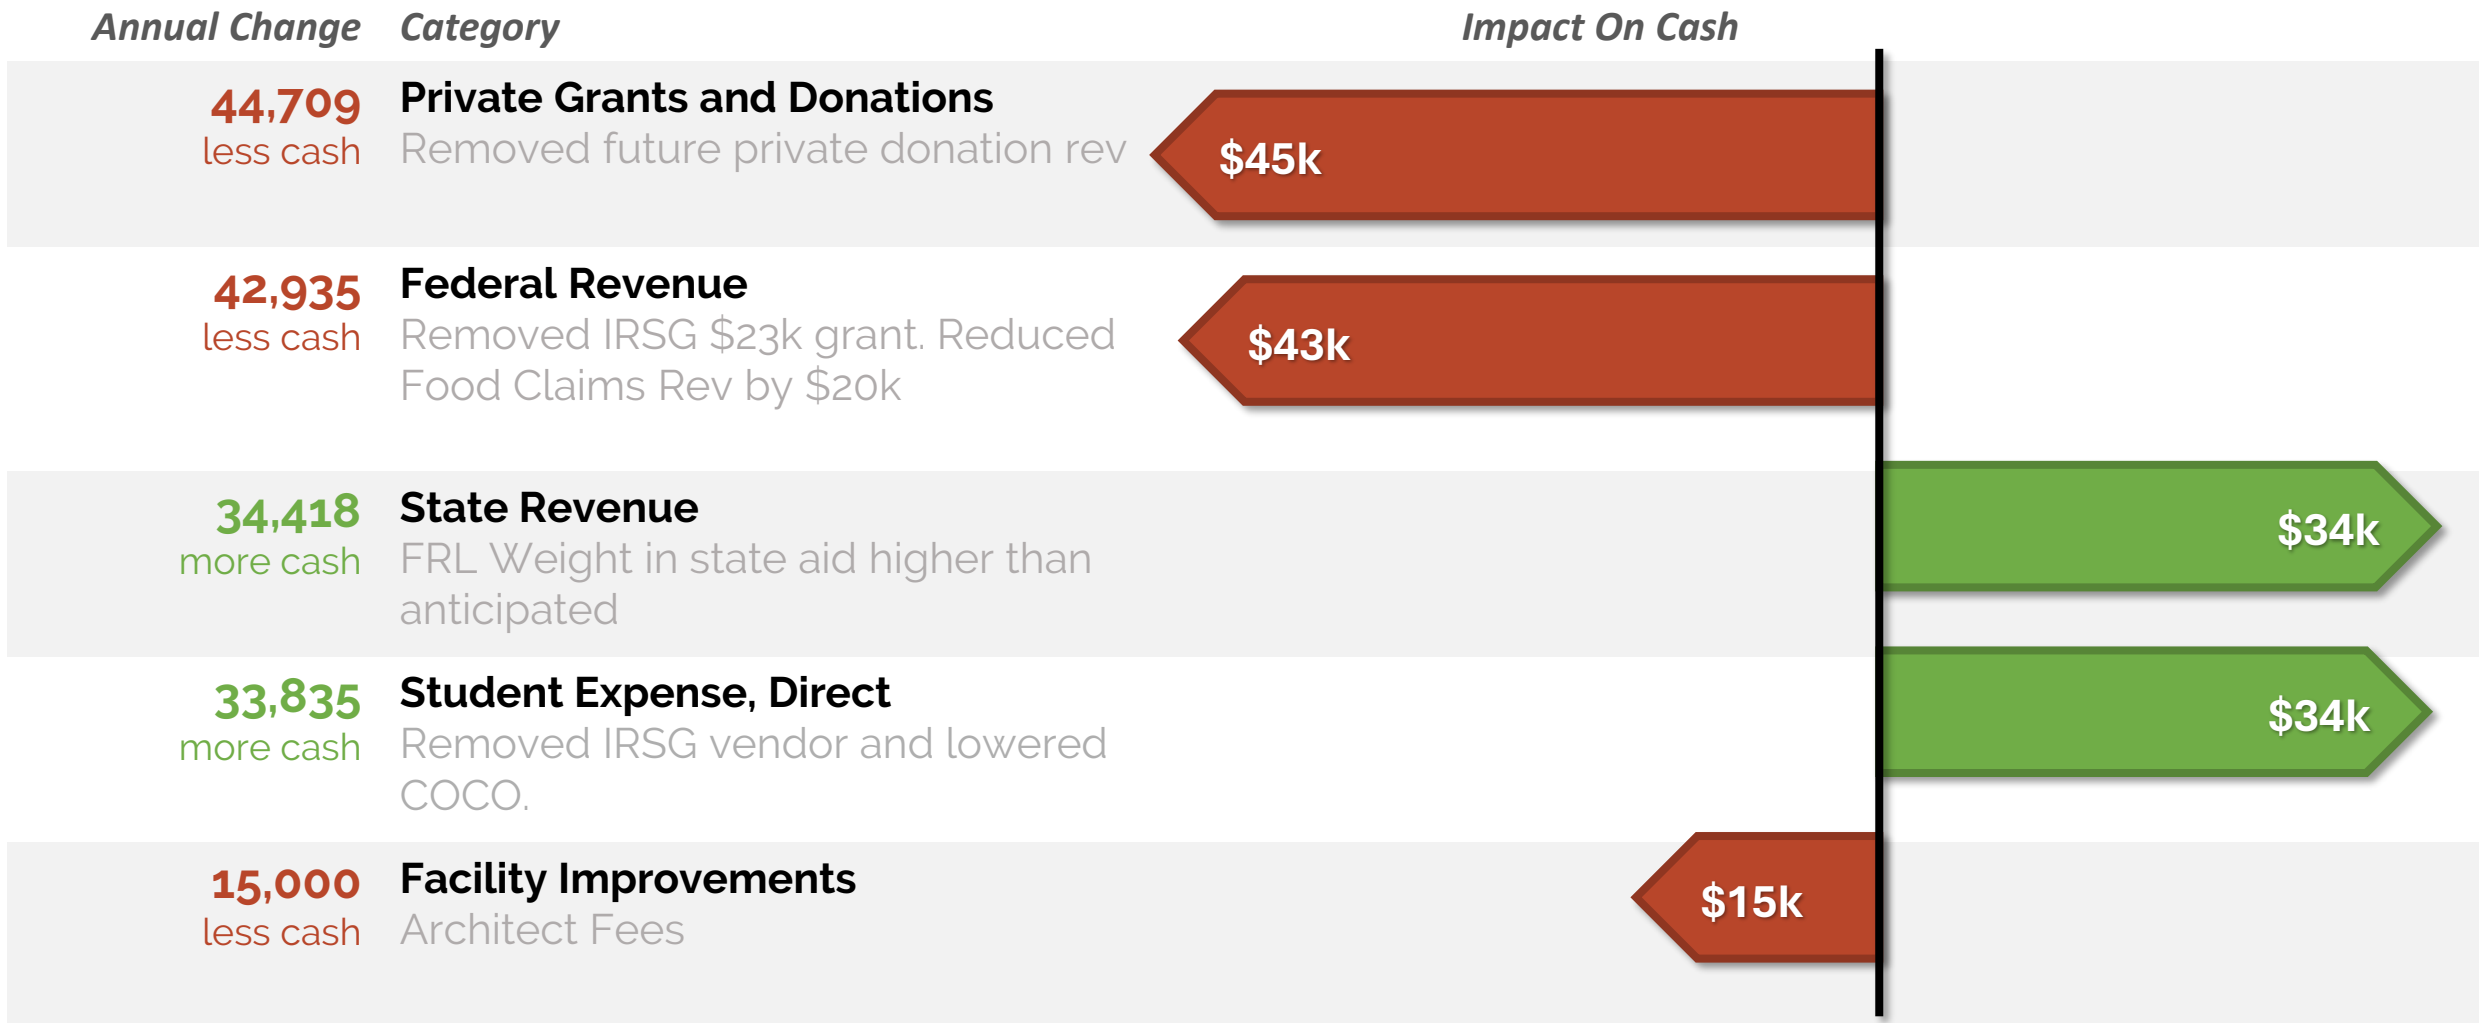 Annual Change Category Impact On Cash
44,709 Private Grants and Donations
less cash Removed future private donation rev
$45k
42,935 Federal Revenue
less cash Removed IRSG $23k grant. Reduced
Food Claims Rev by $20k
$43k
34,418 State Revenue
more cash FRL Weight in state aid higher than
anticipated
$34k
33,835 Student Expense, Direct
more cash Removed IRSG vendor and lowered
COCO.
$34k
15,000 Facility Improvements
less cash Architect Fees
$15k